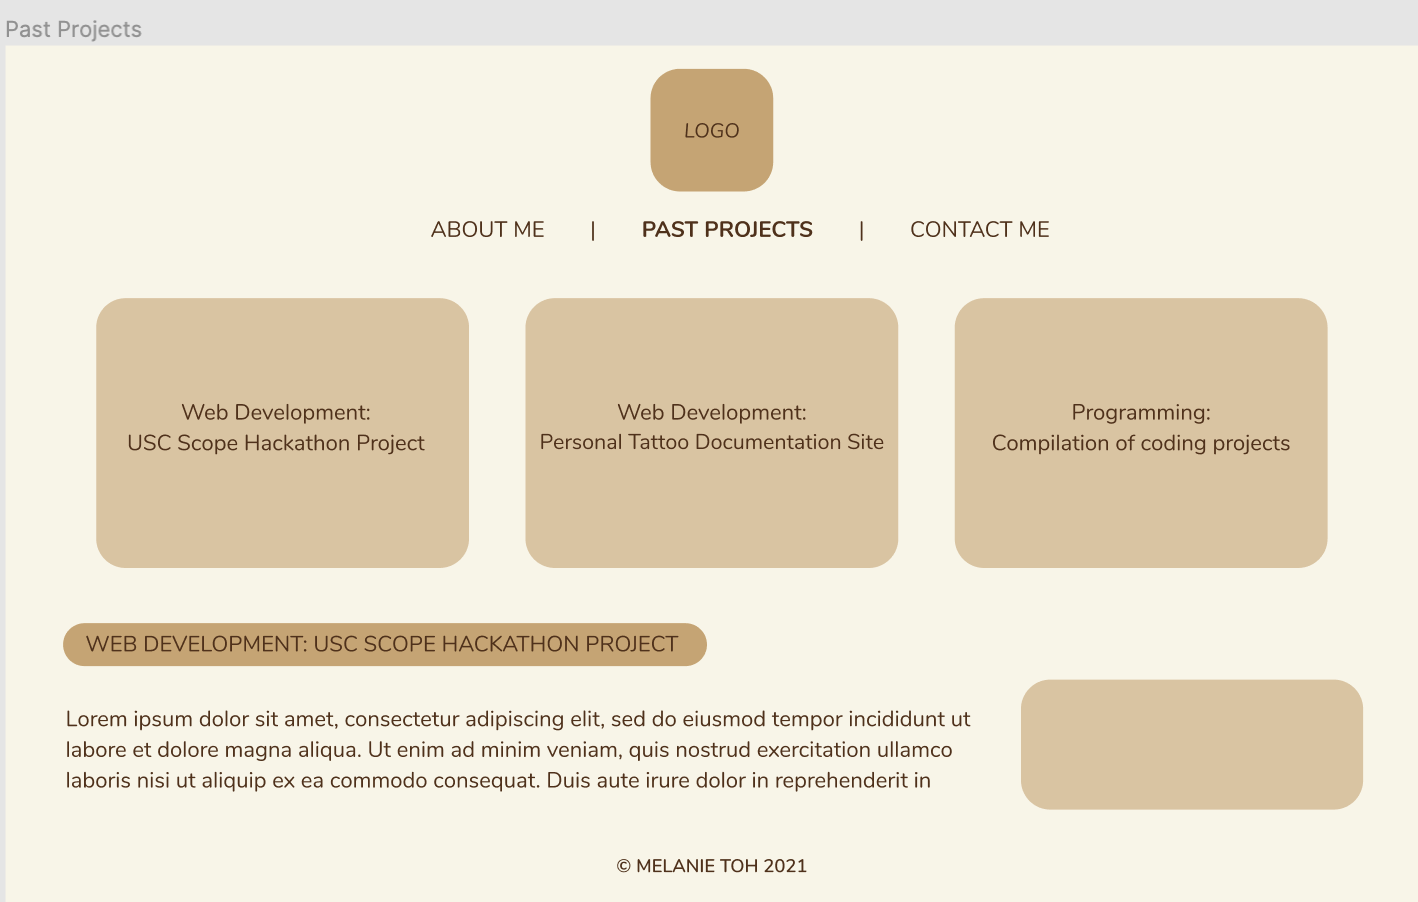 Past Projects
LOGO
ABOUT ME | PAST PROJECTS | CONTACT ME
Web Development:
USC Scope Hackathon Project
Web Development:
Personal Tattoo Documentation Site
Programming:
Compilation of coding projects
WEB DEVELOPMENT: USC SCOPE HACKATHON PROJECT
Lorem ipsum dolor sit amet, consectetur adipiscing elit, sed do eiusmod tempor incididunt ut
labore et dolore magna aliqua. Ut enim ad minim veniam, quis nostrud exercitation ullamco
laboris nisi ut aliquip ex ea commodo consequat. Duis aute irure dolor in reprehenderit in
© MELANIE TOH 2021